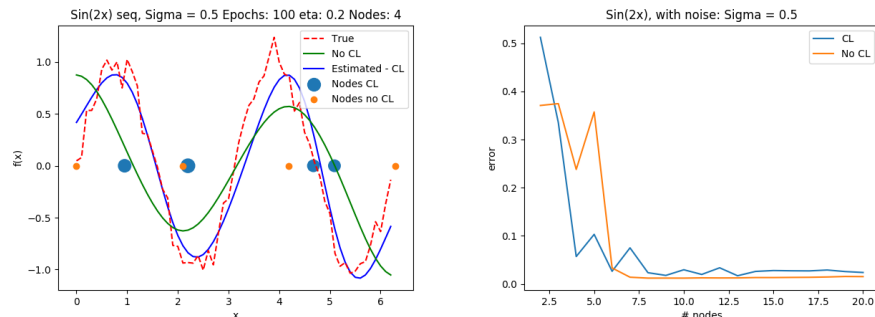 Sin(2x) seq, Sigma = 0.5 Epochs: 100 eta: 0.2 Nodes: 4
True
No CL
Estimated - CL
Nodes CL
Nodes no CL
1.0
0.5
0.0
−0.5
−1.0
f(x)
0
1
2
3
4
5
6
x
Sin(2x), with noise: Sigma = 0.5
CL
No CL
0.5
0.4
0.3
0.2
0.1
0.0
error
2.5
5.0
7.5
10.0
12.5
15.0
17.5
20.0
# nodes